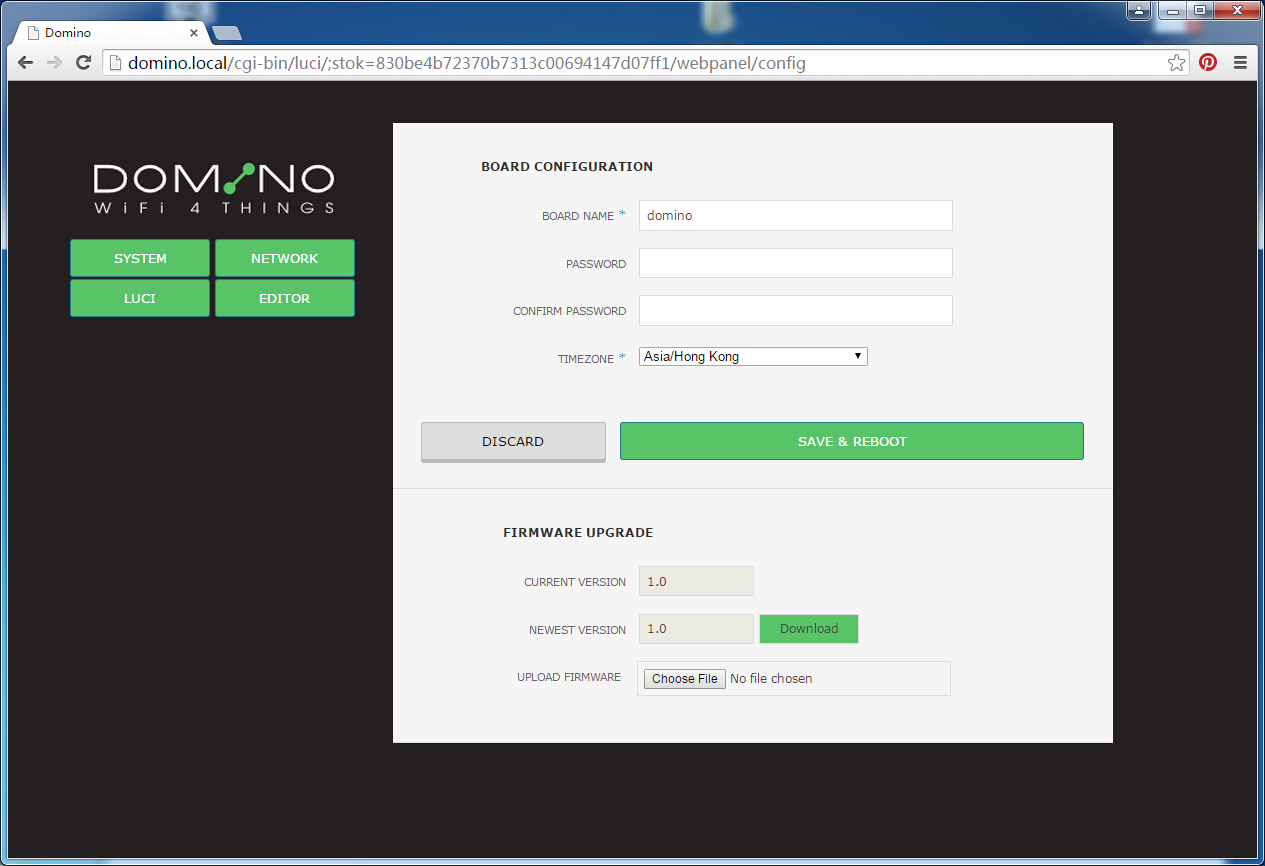 Domino
domino.local/cgi-bin/luci/;stok=830be4b72370b7313c00694147d07ff1/webpanel/config
DOMINO
WiFi 4 THINGS
SYSTEM NETWORK
LUCI EDITOR
BOARD CONFIGURATION
BOARD NAME * domino
PASSWORD
CONFIRM PASSWORD
TIMEZONE * Asia/Hong Kong
DISCARD SAVE & REBOOT
FIRMWARE UPGRADE
CURRENT VERSION 1.0
NEWEST VERSION 1.0 Download
UPLOAD FIRMWARE Choose File No file chosen